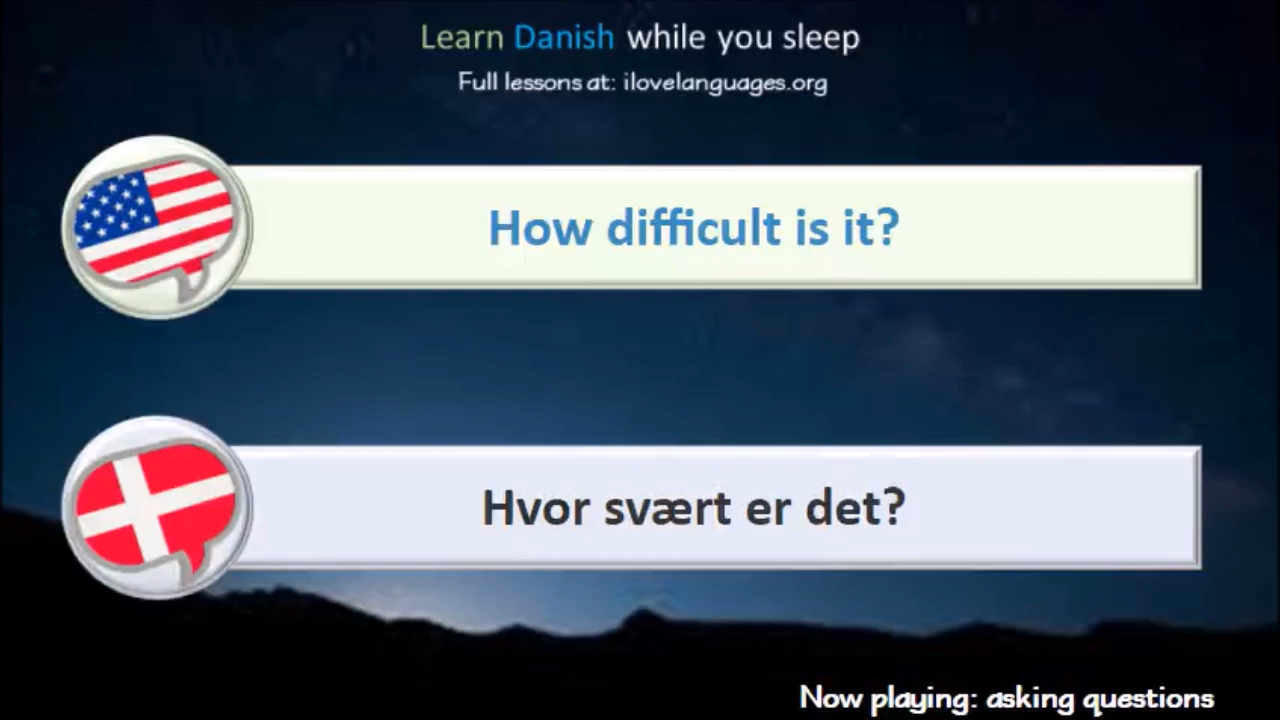 Learn Danish while you sleep
Full lessons at: ilovelanguages.org
How difficult is it?
Hvor svært er det?
Now playing: asking questions